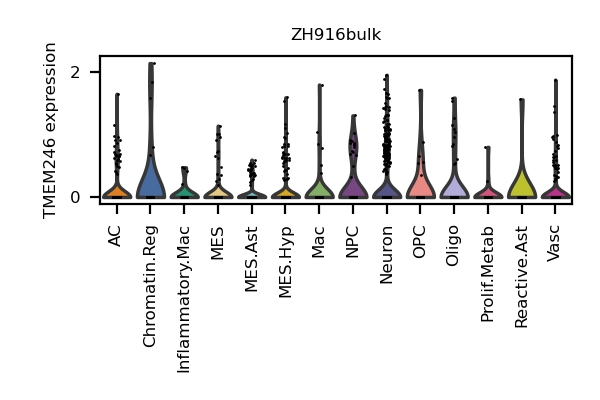 ZH916bulk
TMEM246 expression
2
0
AC
Chromatin.Reg
Inflammatory.Mac
MES
MES.Ast
MES.Hyp
Mac
NPC
Neuron
OPC
Oligo
Prolif.Metab
Reactive.Ast
Vasc